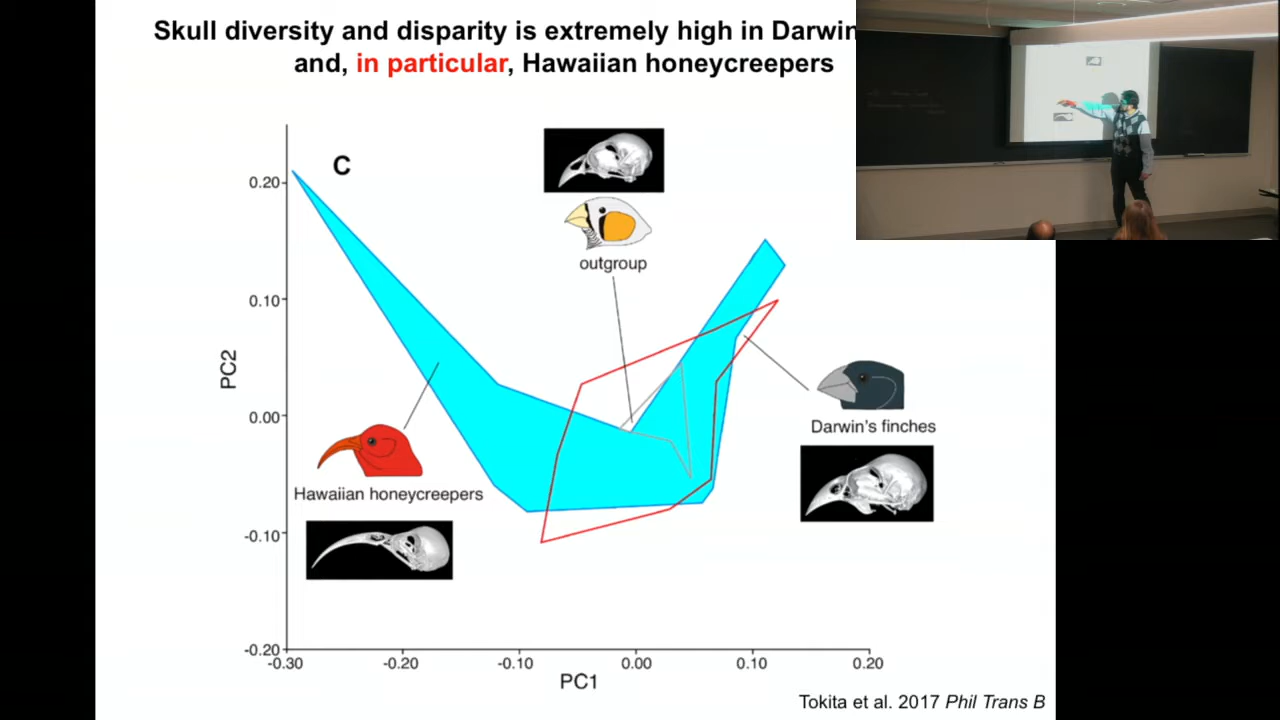 Skull diversity and disparity is extremely high in Darwin
and, in particular, Hawaiian honeycreepers
C
0.20
0.10
0.00
-0.10
-0.20
PC2
outgroup
Darwin's finches
Hawaiian honeycreepers
-0.30
-0.20
-0.10
0.00
0.10
0.20
PC1
Tokita et al. 2017 Phil Trans B